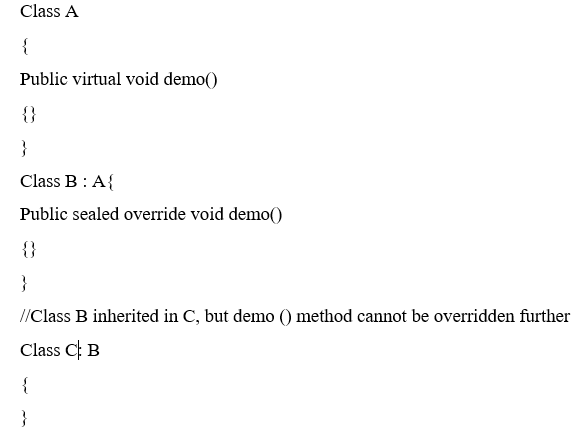 Class A
{
Public virtual void demo()
{}
}
Class B : A{
Public sealed override void demo()
{}
}
//Class B inherited in C, but demo () method cannot be overridden further
Class C: B
{
}